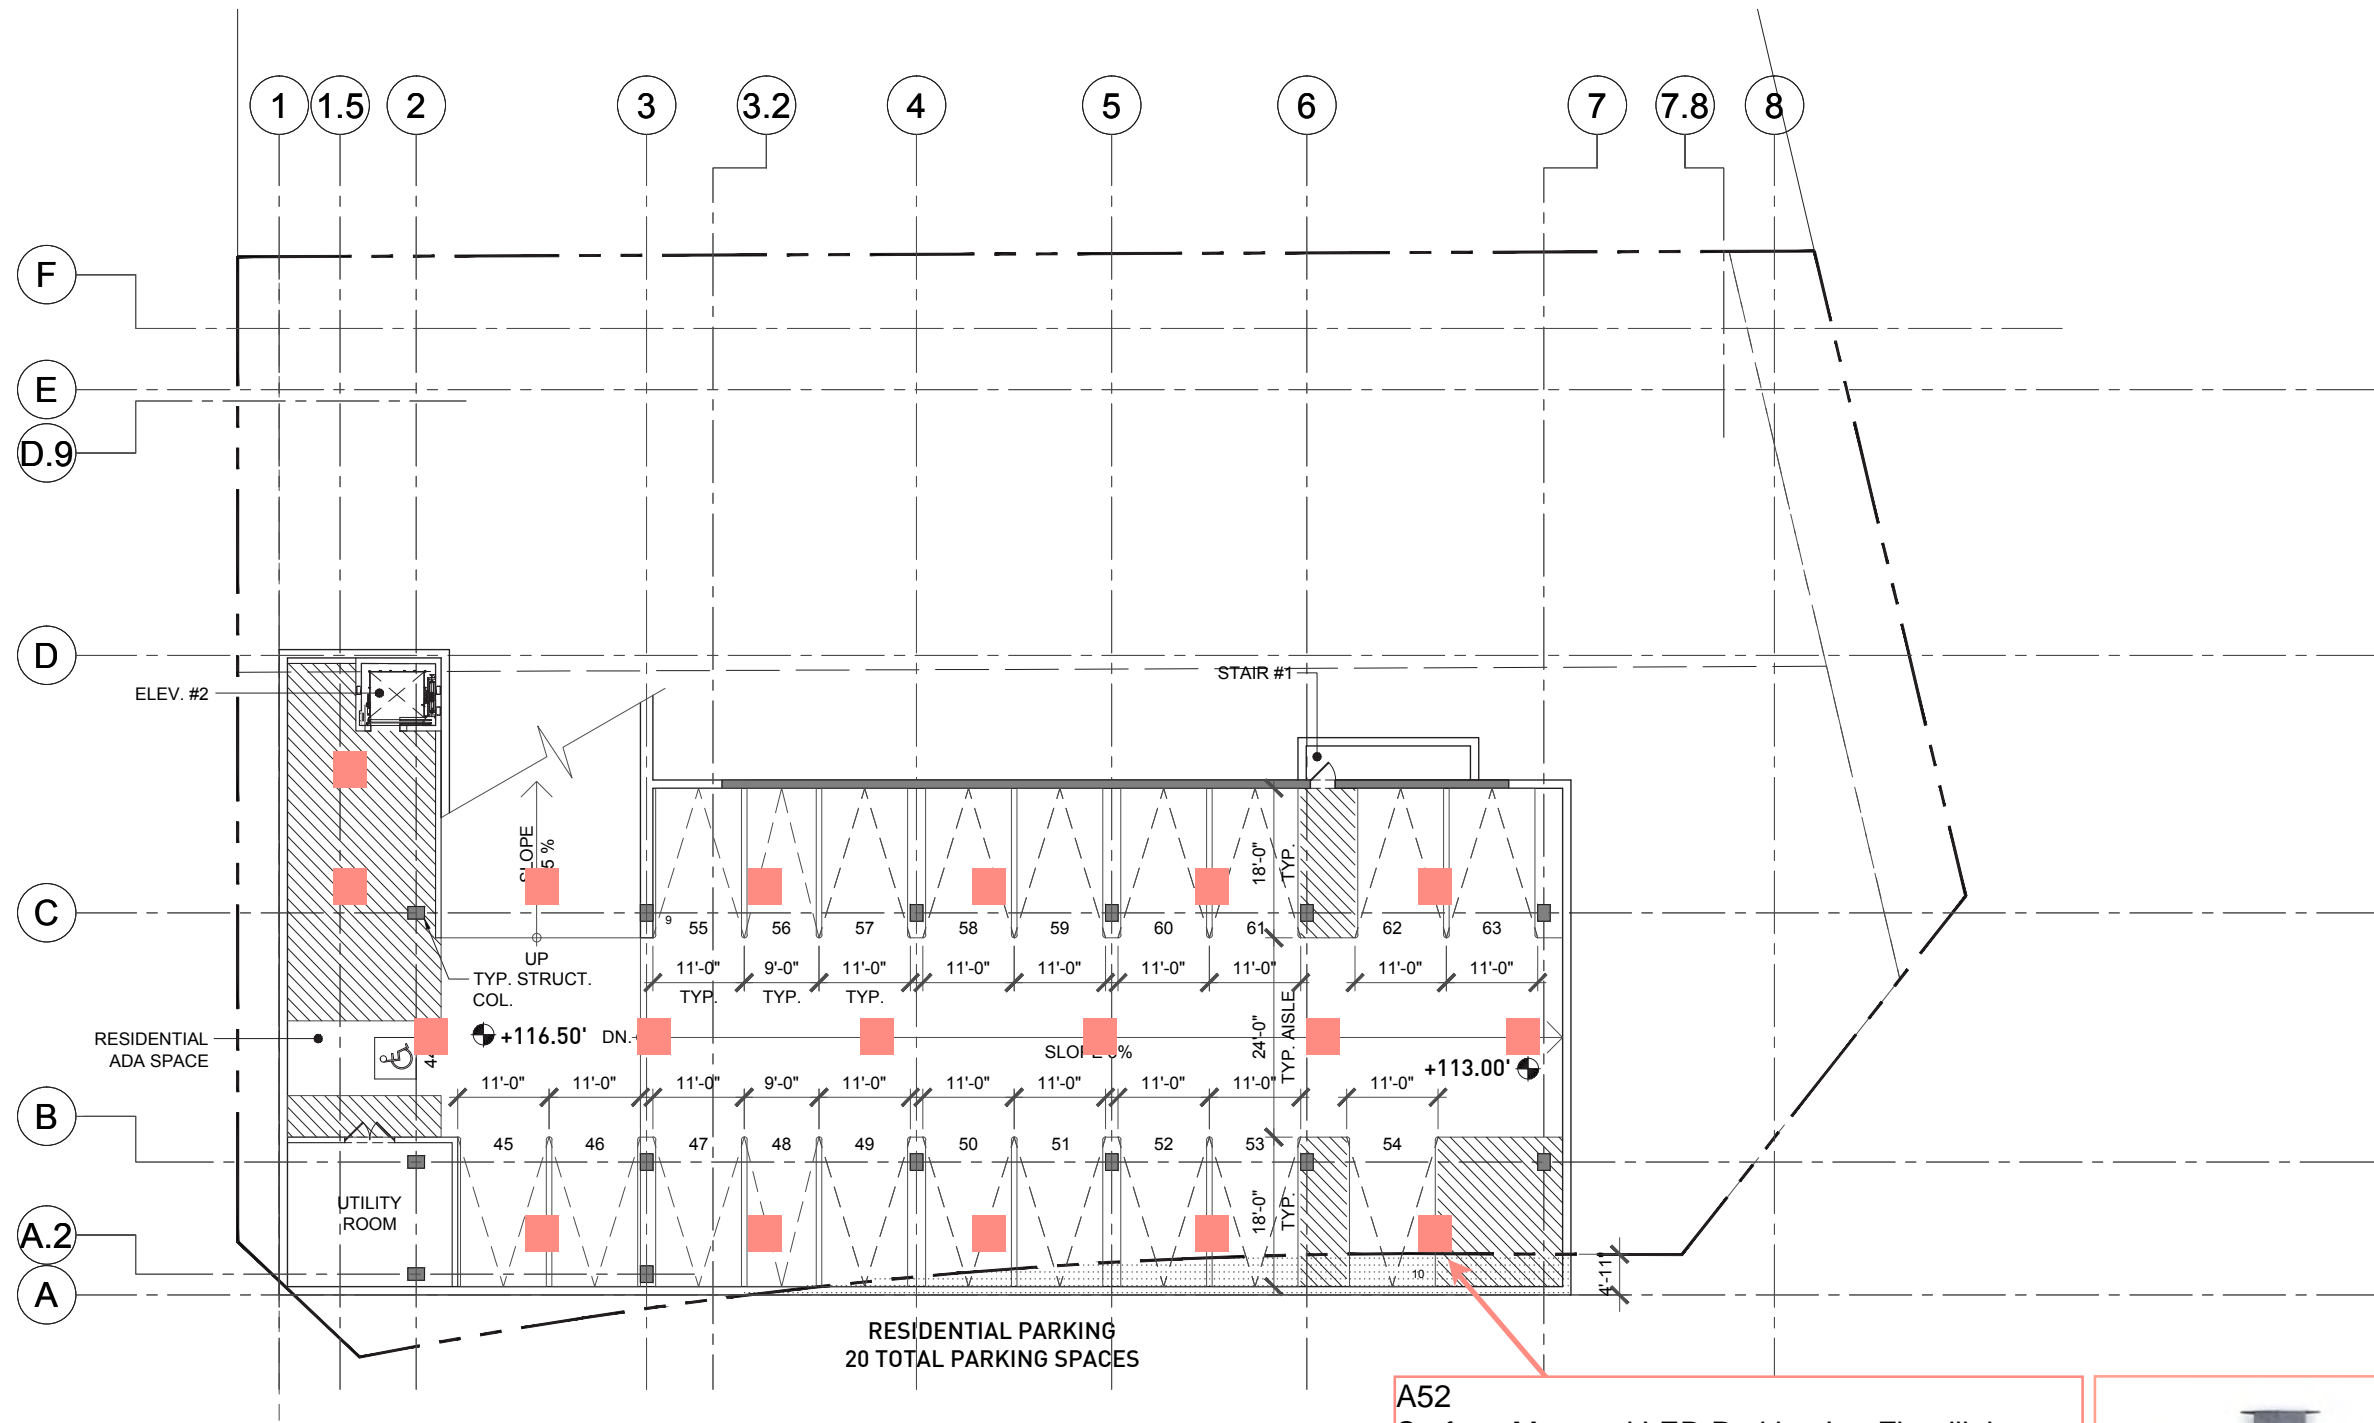 1 1.5 2 3 3.2 4 5 6 7 7.8 8
F
E
D.9
D
C
B
A.2
A
ELEV. #2
STAIR #1
SLOPE
5 %
18'-0"
TYP.
9
55 56 57 58 59 60 61 62 63
UP
TYP. STRUCT.
COL.
11'-0" 9'-0" 11'-0" 11'-0" 11'-0" 11'-0" 11'-0" 11'-0" 11'-0"
TYP. TYP. TYP.
RESIDENTIAL
ADA SPACE
+116.50'
DN.
24'-0"
TYP. AISLE
+113.00'
11'-0" 11'-0" 11'-0" 9'-0" 11'-0" 11'-0" 11'-0" 11'-0" 11'-0" 11'-0"
45 46 47 48 49 50 51 52 53 54
UTILITY
ROOM
18'-0"
TYP.
10
4'-11"
RESIDENTIAL PARKING
20 TOTAL PARKING SPACES
A52